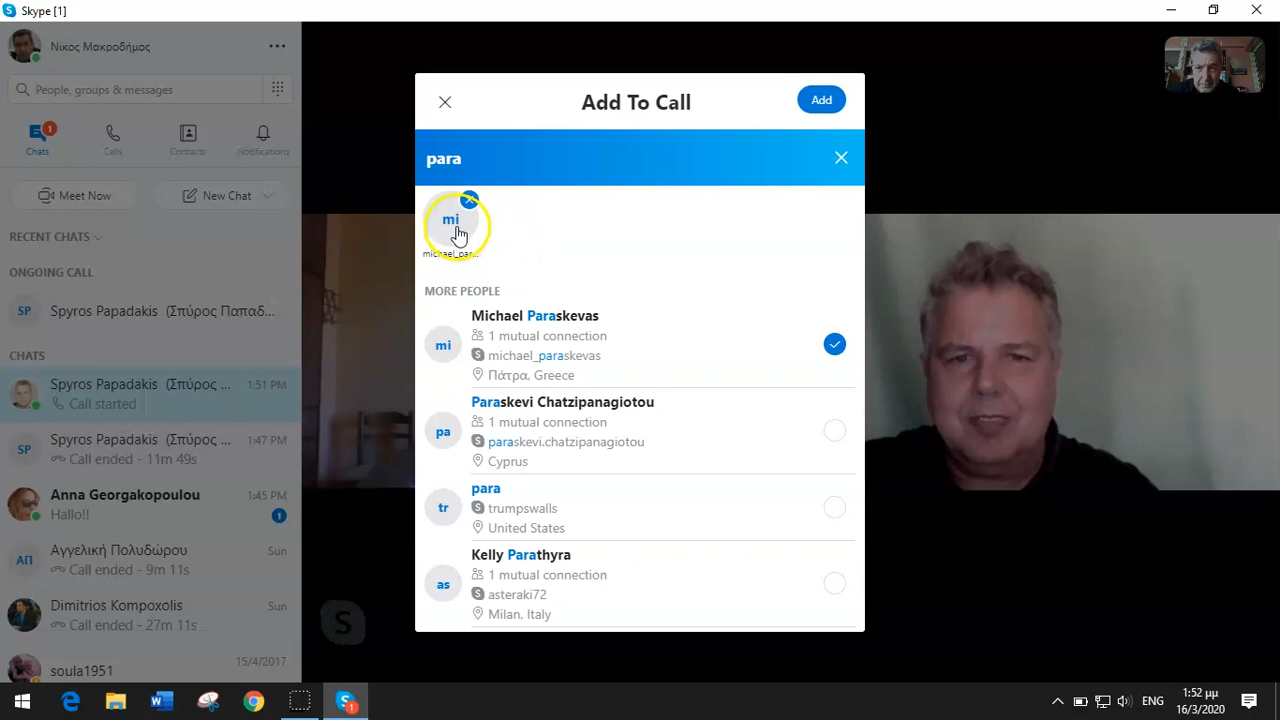 Skype [1]
Νίκος Μακροδήμος
People, groups & messages
1
Chats
Calls
Contacts
Notifications
Meet Now
New Chat
RECENT CHATS
ONGOING CALL
SP
Spyros Papadakis (Σπύρος Παπαδ...
CHATS
Spyros Papadakis (Σπύρος ...
1:51 PM
Call started
SP
Spyros Papadakis (Σπύρος ...
1:47 PM
Call ended - 11m 49s
Anna Georgakopoulou
1:45 PM
Hallo!!
1
ΑΠ
Αγγελική Πολυδώρου
Sun
Call ended - 9m 11s
Dimitrios Kompoxolis
Sun
Call ended - 27m 11s
soula1951
15/4/2017
Add To Call
Add
para
mi
michael_par...
MORE PEOPLE
mi
Michael Paraskevas
1 mutual connection
michael_paraskevas
Πάτρα, Greece
pa
Paraskevi Chatzipanagiotou
1 mutual connection
paraskevi.chatzipanagiotou
Cyprus
tr
para
trumpswalls
United States
as
Kelly Parathyra
1 mutual connection
asteraki72
Milan, Italy
S
1
ENG
1:52 μμ
16/3/2020